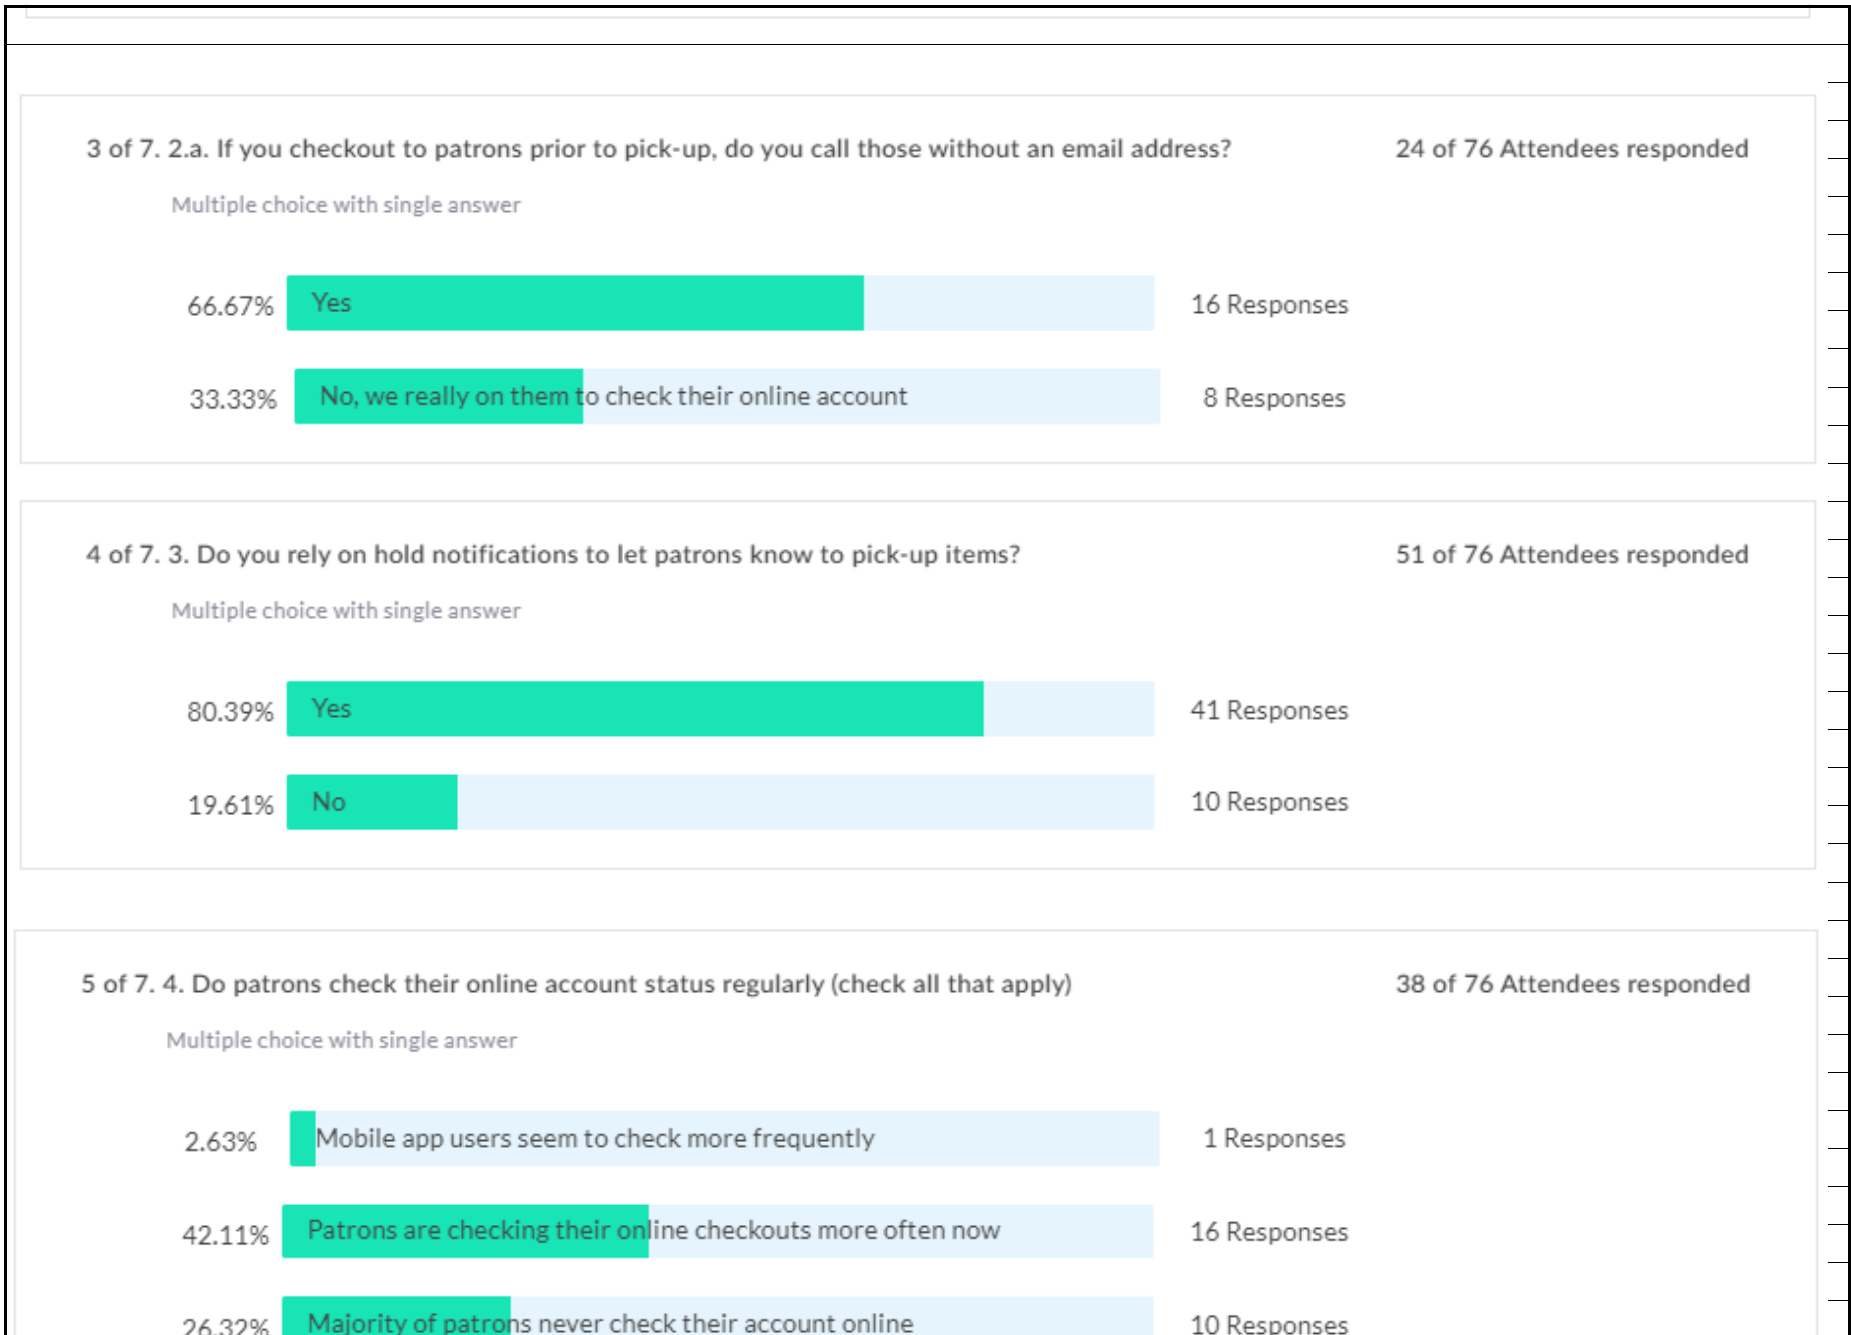 3 of 7. 2.a. If you checkout to patrons prior to pick-up, do you call those without an email address? 24 of 76 Attendees responded
Multiple choice with single answer
66.67% Yes 16 Responses
33.33% No, we really on them to check their online account 8 Responses
4 of 7. 3. Do you rely on hold notifications to let patrons know to pick-up items? 51 of 76 Attendees responded
Multiple choice with single answer
80.39% Yes 41 Responses
19.61% No 10 Responses
5 of 7. 4. Do patrons check their online account status regularly (check all that apply) 38 of 76 Attendees responded
Multiple choice with single answer
2.63% Mobile app users seem to check more frequently 1 Responses
42.11% Patrons are checking their online checkouts more often now 16 Responses
26.32% Majority of patrons never check their account online 10 Responses